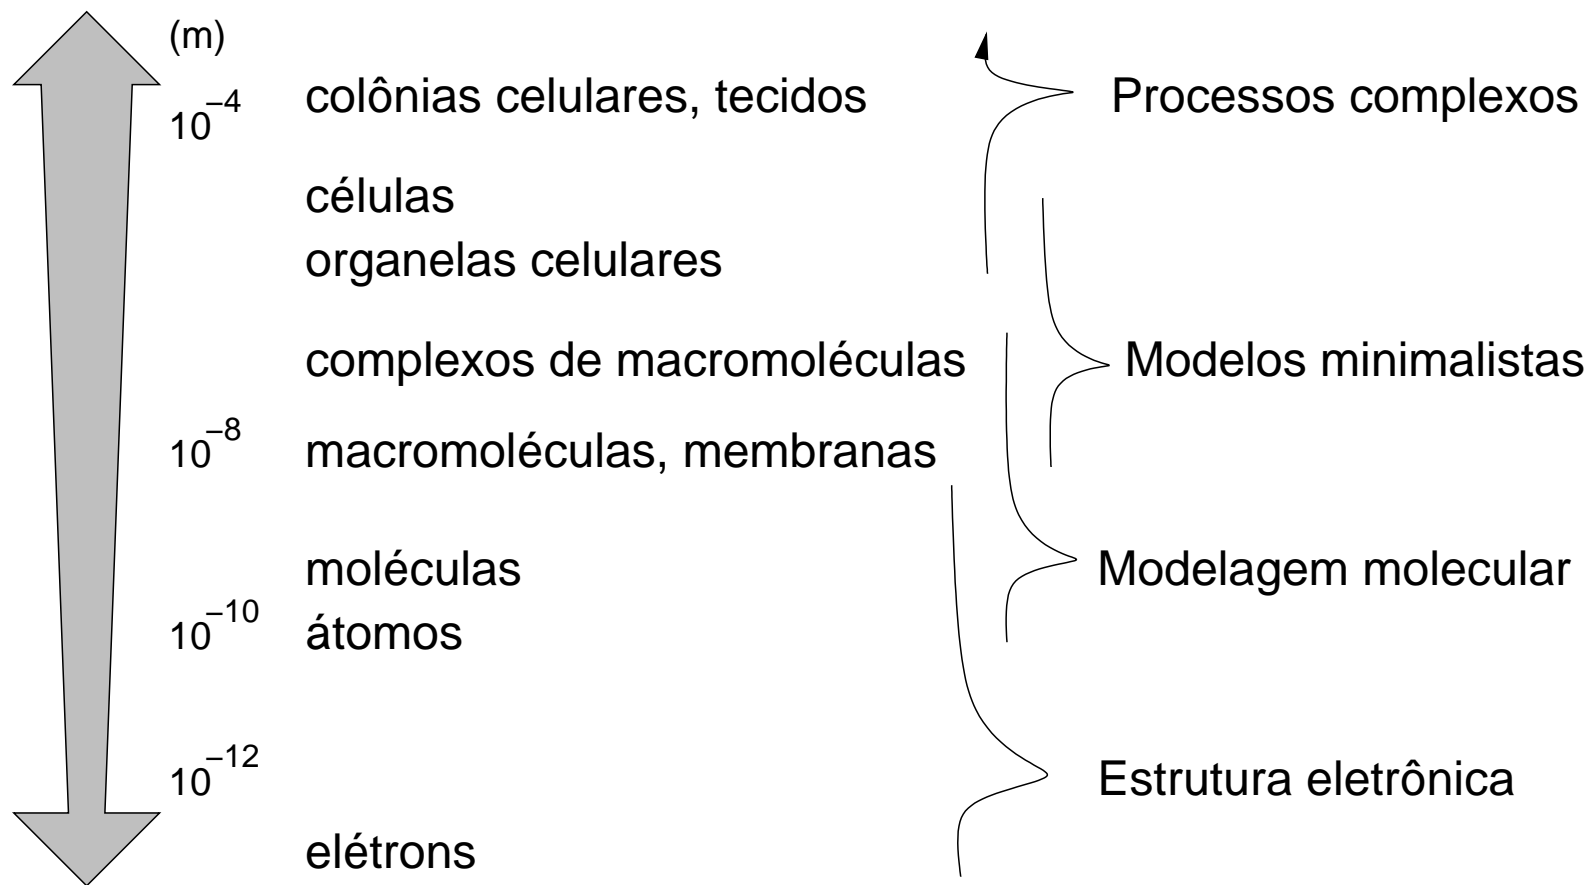 (m)
10⁻⁴ colônias celulares, tecidos Processos complexos
células
organelas celulares
complexos de macromoléculas Modelos minimalistas
10⁻⁸ macromoléculas, membranas
moléculas Modelagem molecular
10⁻¹⁰ átomos
10⁻¹² Estrutura eletrônica
elétrons